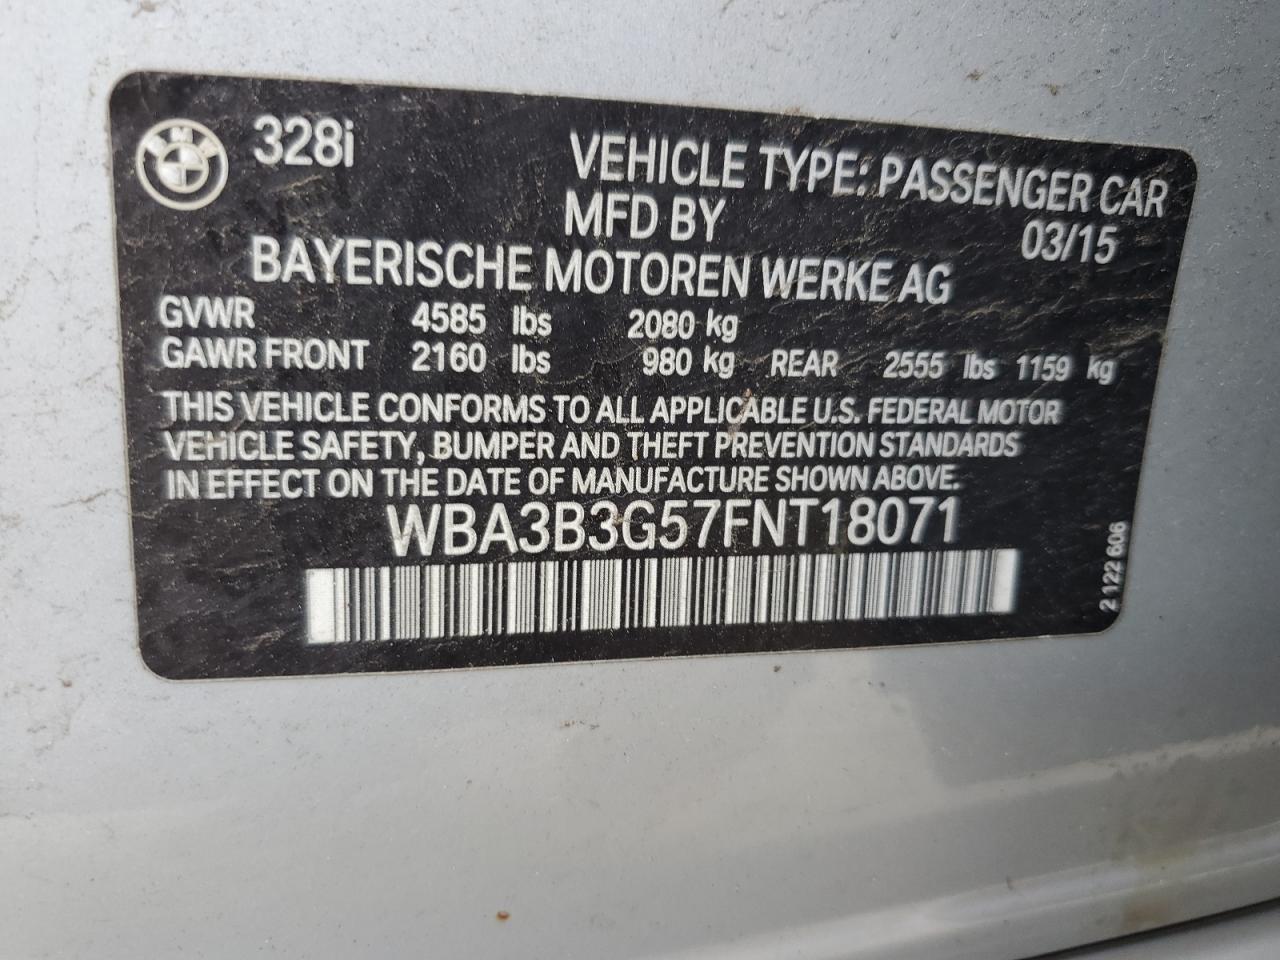 BMW 328i
VEHICLE TYPE: PASSENGER CAR
MFD BY 03/15
BAYERISCHE MOTOREN WERKE AG
GVWR 4585 lbs 2080 kg
GAWR FRONT 2160 lbs 980 kg REAR 2555 lbs 1159 kg
THIS VEHICLE CONFORMS TO ALL APPLICABLE U.S. FEDERAL MOTOR
VEHICLE SAFETY, BUMPER AND THEFT PREVENTION STANDARDS
IN EFFECT ON THE DATE OF MANUFACTURE SHOWN ABOVE.
WBA3B3G57FNT18071
2 122 606